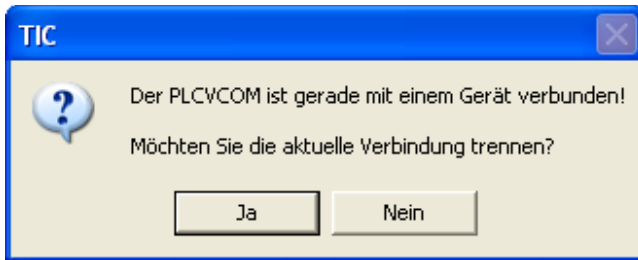 TIC
Der PLCVCOM ist gerade mit einem Gerät verbunden!
Möchten Sie die aktuelle Verbindung trennen?
Ja Nein